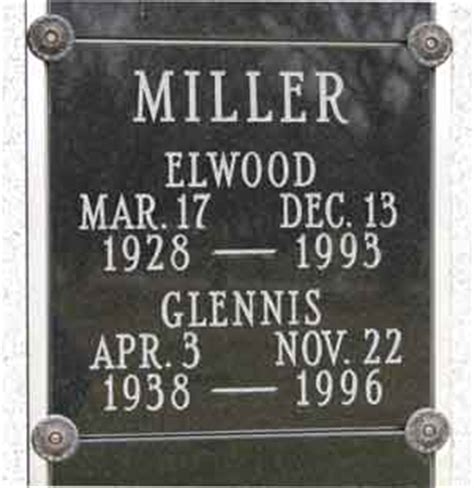 MILLER
ELWOOD
MAR. 17 DEC. 13
1928 — 1993
GLENNIS
APR. 3 NOV. 22
1938 — 1996